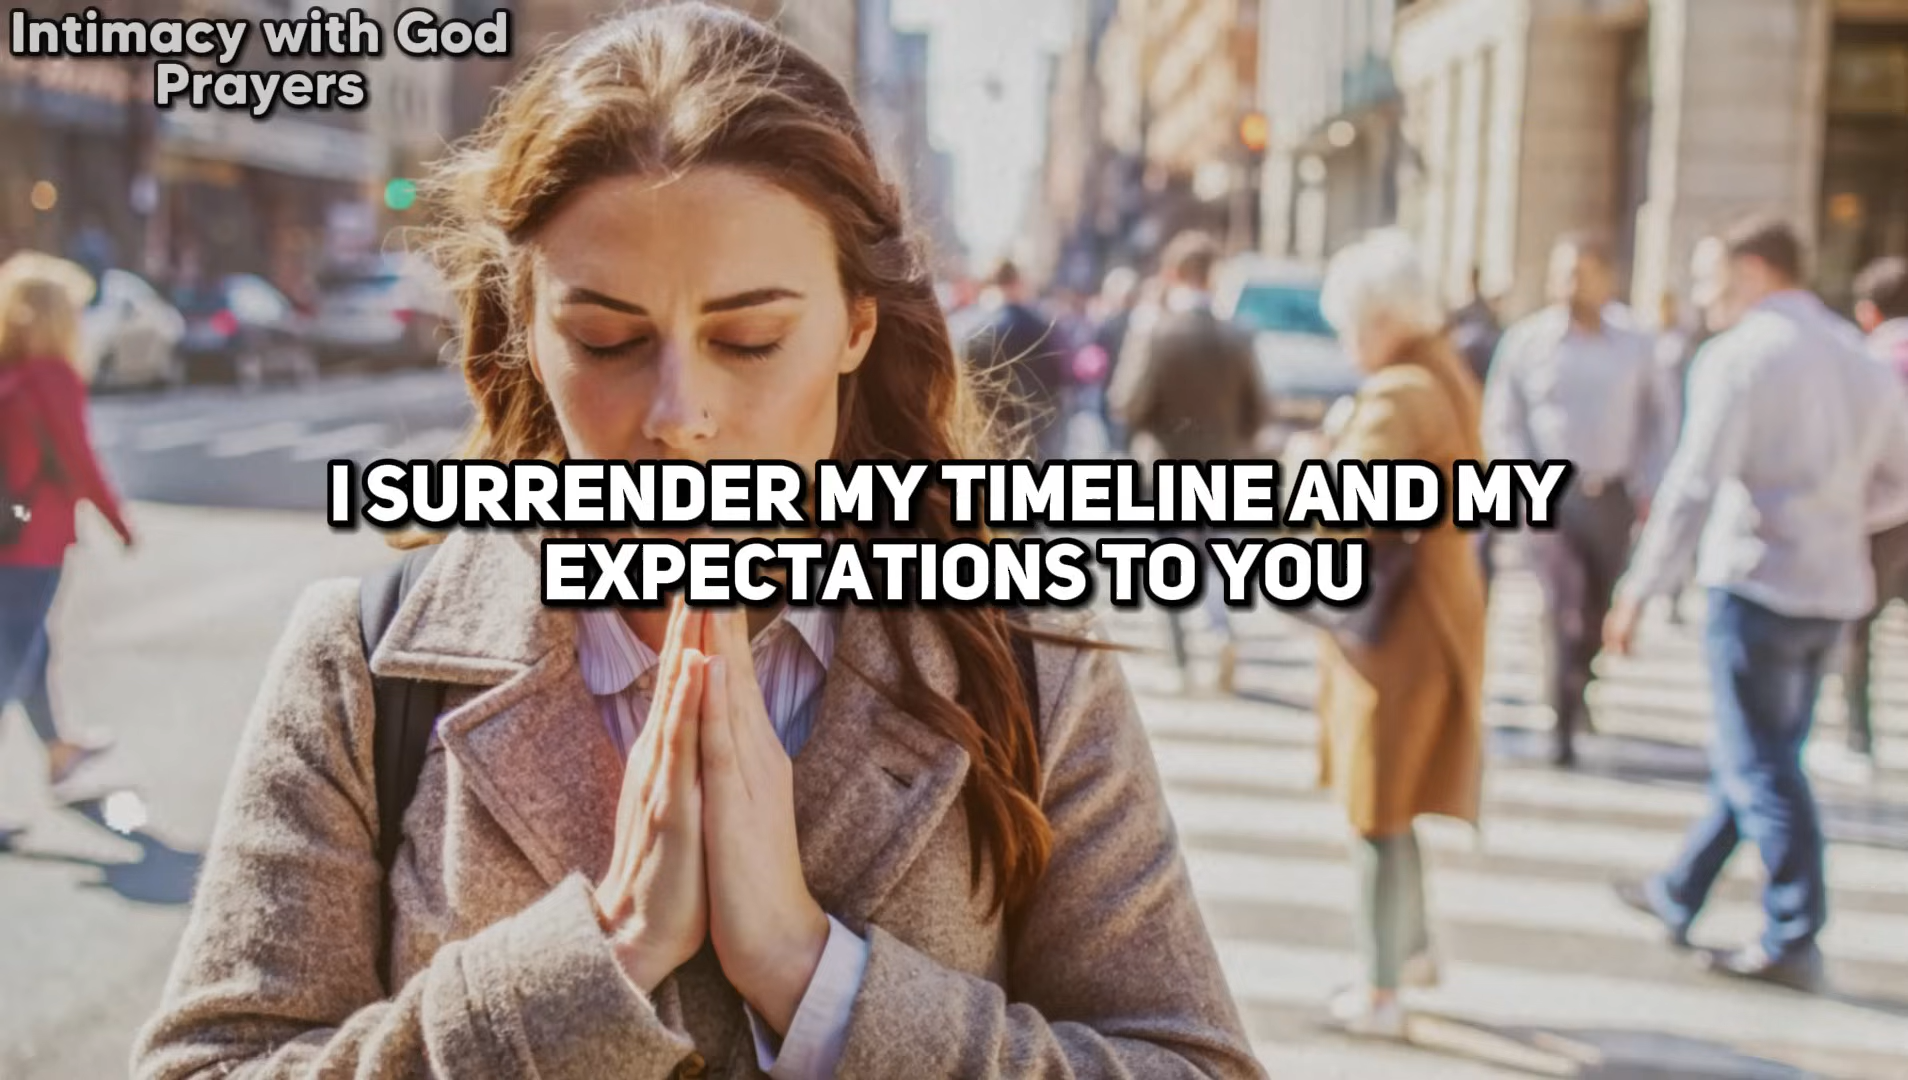 Intimacy with God
Prayers
I SURRENDER MY TIMELINE AND MY
EXPECTATIONS TO YOU